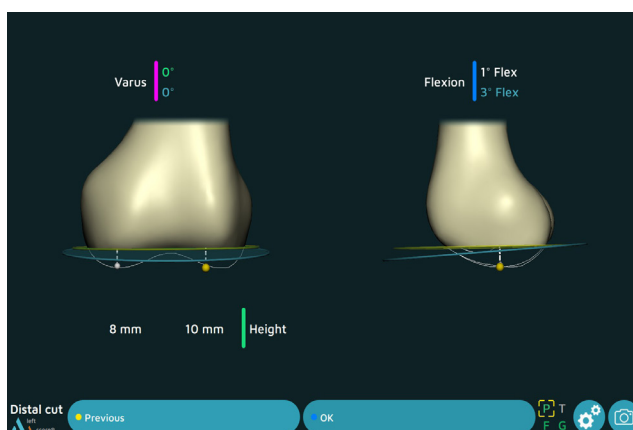 Varus 0° 0°
Flexion 1° Flex 3° Flex
8 mm 10 mm Height
Distal cut
left
Previous
OK
P T
F G